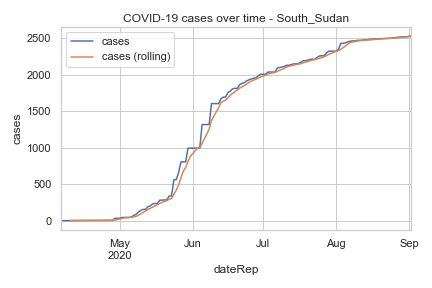 COVID-19 cases over time - South_Sudan
cases
cases (rolling)
2500
2000
1500
1000
500
0
cases
May
2020
Jun
Jul
Aug
Sep
dateRep